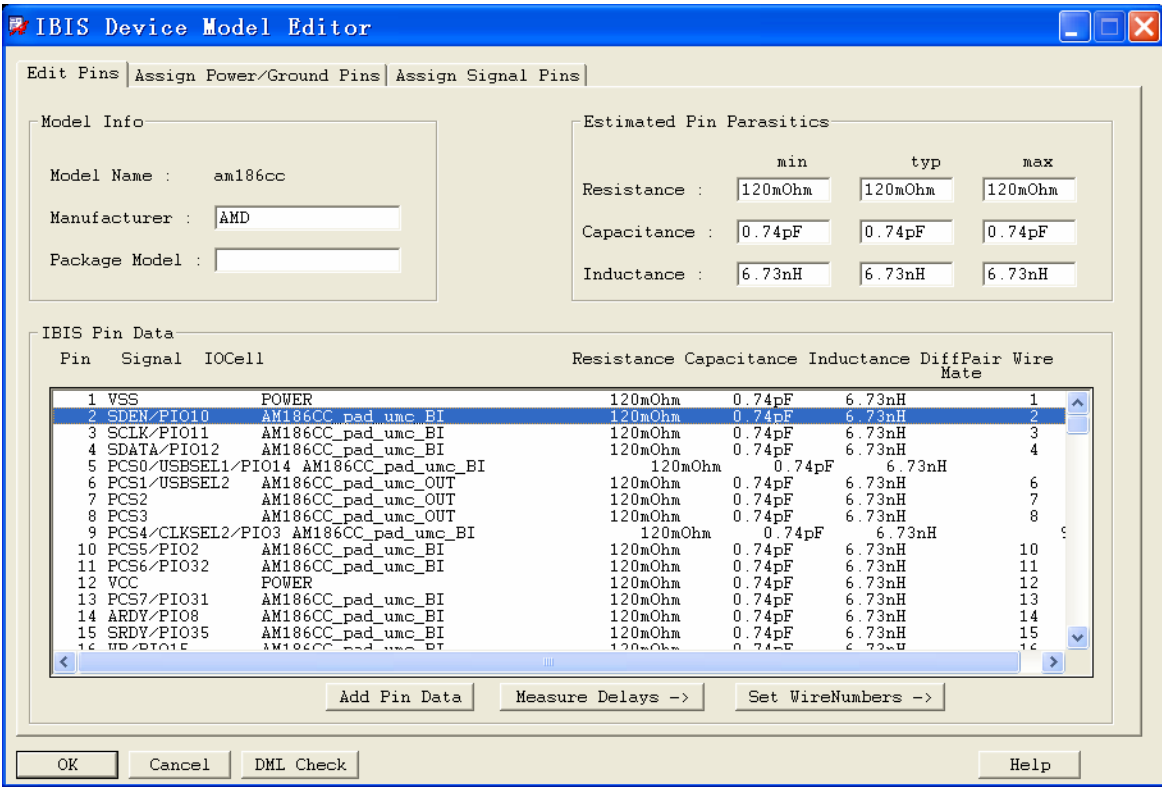 IBIS Device Model Editor
Edit Pins Assign Power/Ground Pins Assign Signal Pins
Model Info
Model Name : am186cc
Manufacturer : AMD
Package Model :
Estimated Pin Parasitics
min typ max
Resistance : 120mOhm 120mOhm 120mOhm
Capacitance : 0.74pF 0.74pF 0.74pF
Inductance : 6.73nH 6.73nH 6.73nH
IBIS Pin Data
Pin Signal IOCell Resistance Capacitance Inductance DiffPair Wire
Mate
1 VSS POWER 120mOhm 0.74pF 6.73nH 1
2 SDEN/PIO10 AM186CC_pad_umc_BI 120mOhm 0.74pF 6.73nH 2
3 SCLK/PIO11 AM186CC_pad_umc_BI 120mOhm 0.74pF 6.73nH 3
4 SDATA/PIO12 AM186CC_pad_umc_BI 120mOhm 0.74pF 6.73nH 4
5 PCS0/USBSEL1/PIO14 AM186CC_pad_umc_BI 120mOhm 0.74pF 6.73nH
6 PCS1/USBSEL2 AM186CC_pad_umc_OUT 120mOhm 0.74pF 6.73nH 6
7 PCS2 AM186CC_pad_umc_OUT 120mOhm 0.74pF 6.73nH 7
8 PCS3 AM186CC_pad_umc_OUT 120mOhm 0.74pF 6.73nH 8
9 PCS4/CLKSEL2/PIO3 AM186CC_pad_umc_BI 120mOhm 0.74pF 6.73nH 9
10 PCS5/PIO2 AM186CC_pad_umc_BI 120mOhm 0.74pF 6.73nH 10
11 PCS6/PIO32 AM186CC_pad_umc_BI 120mOhm 0.74pF 6.73nH 11
12 VCC POWER 120mOhm 0.74pF 6.73nH 12
13 PCS7/PIO31 AM186CC_pad_umc_BI 120mOhm 0.74pF 6.73nH 13
14 ARDY/PIO8 AM186CC_pad_umc_BI 120mOhm 0.74pF 6.73nH 14
15 SRDY/PIO35 AM186CC_pad_umc_BI 120mOhm 0.74pF 6.73nH 15
16 WR/PIO15 AM186CC_pad_umc_BI 120mOhm 0.74pF 6.73nH 16
Add Pin Data Measure Delays -> Set WireNumbers ->
OK Cancel DML Check Help